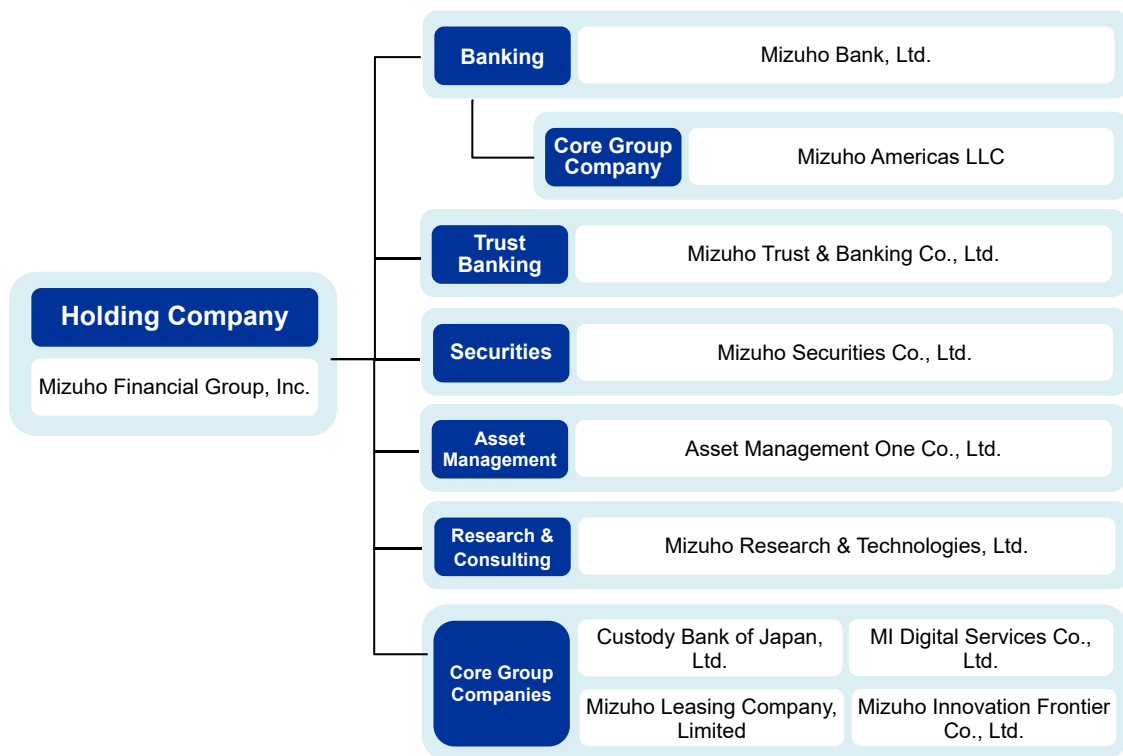 Holding Company
Mizuho Financial Group, Inc.
Banking
Mizuho Bank, Ltd.
Core Group
Company
Mizuho Americas LLC
Trust
Banking
Mizuho Trust & Banking Co., Ltd.
Securities
Mizuho Securities Co., Ltd.
Asset
Management
Asset Management One Co., Ltd.
Research &
Consulting
Mizuho Research & Technologies, Ltd.
Core Group
Companies
Custody Bank of Japan,
Ltd.
MI Digital Services Co.,
Ltd.
Mizuho Leasing Company,
Limited
Mizuho Innovation Frontier
Co., Ltd.